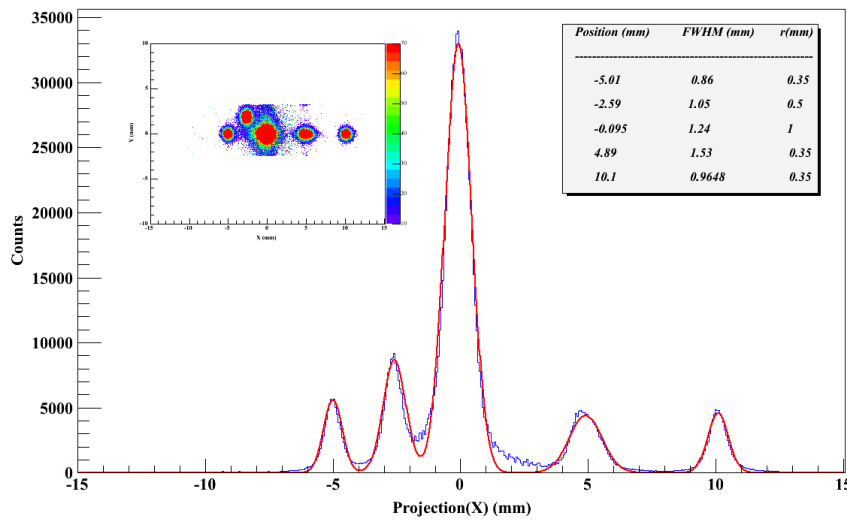 35000
30000
25000
20000
15000
10000
5000
0
Counts
-15 -10 -5 0 5 10 15
Projection(X) (mm)
10
5
0
-5
-10
Y (mm)
-15 -10 -5 0 5 10 15
X (mm)
70
60
50
40
30
20
10
Position (mm) FWHM (mm) r(mm)
-5.01 0.86 0.35
-2.59 1.05 0.5
-0.095 1.24 1
4.89 1.53 0.35
10.1 0.9648 0.35